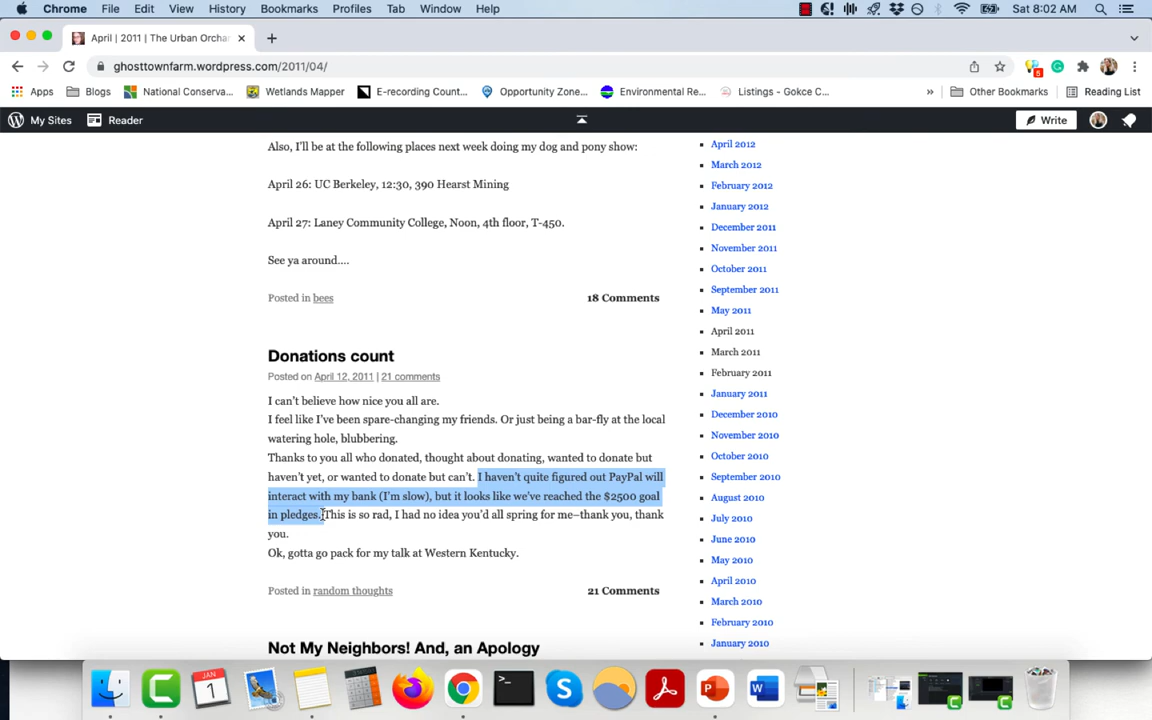 Chrome File Edit View History Bookmarks Profiles Tab Window Help Sat 8:02 AM
April | 2011 | The Urban Orchar
ghosttownfarm.wordpress.com/2011/04/
5
Apps Blogs National Conserva... Wetlands Mapper E-recording Count... Opportunity Zone... Environmental Re... Listings - Gokce C... » Other Bookmarks Reading List
My Sites Reader Write
Also, I'll be at the following places next week doing my dog and pony show:
April 26: UC Berkeley, 12:30, 390 Hearst Mining
April 27: Laney Community College, Noon, 4th floor, T-450.
See ya around....
Posted in bees 18 Comments
Donations count
Posted on April 12, 2011 | 21 comments
I can't believe how nice you all are.
I feel like I've been spare-changing my friends. Or just being a bar-fly at the local
watering hole, blubbering.
Thanks to you all who donated, thought about donating, wanted to donate but
haven't yet, or wanted to donate but can't. I haven't quite figured out PayPal will
interact with my bank (I'm slow), but it looks like we've reached the $2500 goal
in pledges. This is so rad, I had no idea you'd all spring for me–thank you, thank
you.
Ok, gotta go pack for my talk at Western Kentucky.
Posted in random thoughts 21 Comments
Not My Neighbors! And, an Apology
April 2012
March 2012
February 2012
January 2012
December 2011
November 2011
October 2011
September 2011
May 2011
April 2011
March 2011
February 2011
January 2011
December 2010
November 2010
October 2010
September 2010
August 2010
July 2010
June 2010
May 2010
April 2010
March 2010
February 2010
January 2010
JAN
1